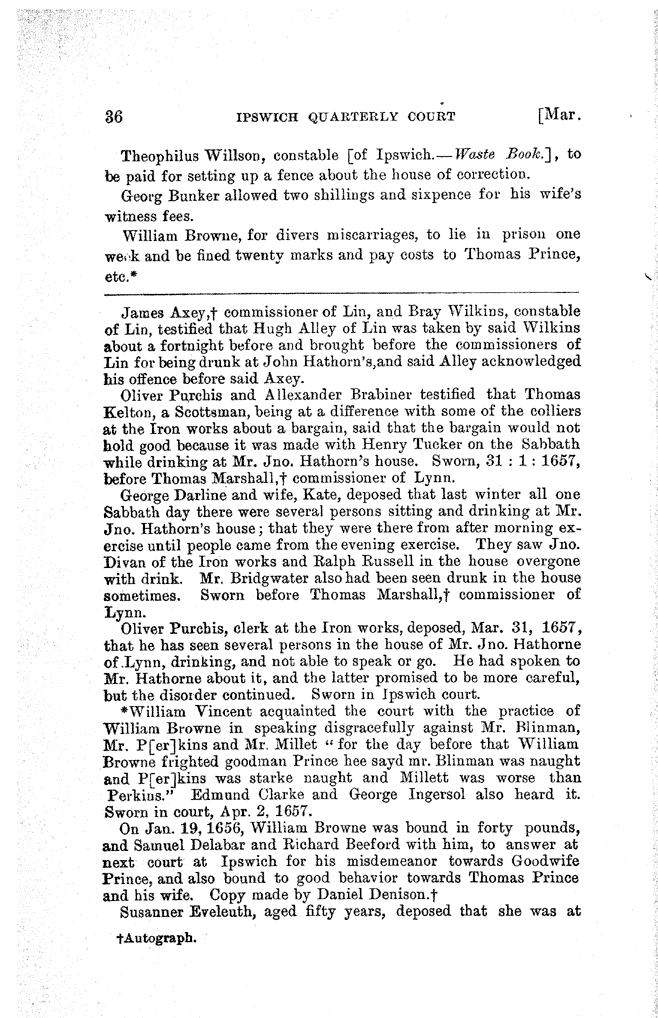 36 IPSWICH QUARTERLY COURT [Mar.
Theophilus Willson, constable [of Ipswich.—Waste Book.], to
be paid for setting up a fence about the house of correction.
Georg Bunker allowed two shillings and sixpence for his wife's
witness fees.
William Browne, for divers miscarriages, to lie in prison one
week and be fined twenty marks and pay costs to Thomas Prince,
etc.*
James Axey,† commissioner of Lin, and Bray Wilkins, constable
of Lin, testified that Hugh Alley of Lin was taken by said Wilkins
about a fortnight before and brought before the commissioners of
Lin for being drunk at John Hathorn's,and said Alley acknowledged
his offence before said Axey.
Oliver Purchis and Allexander Brabiner testified that Thomas
Kelton, a Scottsman, being at a difference with some of the colliers
at the Iron works about a bargain, said that the bargain would not
hold good because it was made with Henry Tucker on the Sabbath
while drinking at Mr. Jno. Hathorn's house. Sworn, 31 : 1 : 1657,
before Thomas Marshall,† commissioner of Lynn.
George Darline and wife, Kate, deposed that last winter all one
Sabbath day there were several persons sitting and drinking at Mr.
Jno. Hathorn's house; that they were there from after morning ex-
ercise until people came from the evening exercise. They saw Jno.
Divan of the Iron works and Ralph Russell in the house overgone
with drink. Mr. Bridgwater also had been seen drunk in the house
sometimes. Sworn before Thomas Marshall,† commissioner of
Lynn.
Oliver Purchis, clerk at the Iron works, deposed, Mar. 31, 1657,
that he has seen several persons in the house of Mr. Jno. Hathorne
of Lynn, drinking, and not able to speak or go. He had spoken to
Mr. Hathorne about it, and the latter promised to be more careful,
but the disorder continued. Sworn in Ipswich court.
*William Vincent acquainted the court with the practice of
William Browne in speaking disgracefully against Mr. Blinman,
Mr. P[er]kins and Mr. Millet "for the day before that William
Browne frighted goodman Prince hee sayd mr. Blinman was naught
and P[er]kins was starke naught and Millett was worse than
Perkins." Edmund Clarke and George Ingersol also heard it.
Sworn in court, Apr. 2, 1657.
On Jan. 19, 1656, William Browne was bound in forty pounds,
and Samuel Delabar and Richard Beeford with him, to answer at
next court at Ipswich for his misdemeanor towards Goodwife
Prince, and also bound to good behavior towards Thomas Prince
and his wife. Copy made by Daniel Denison.†
Susanner Eveleuth, aged fifty years, deposed that she was at
†Autograph.